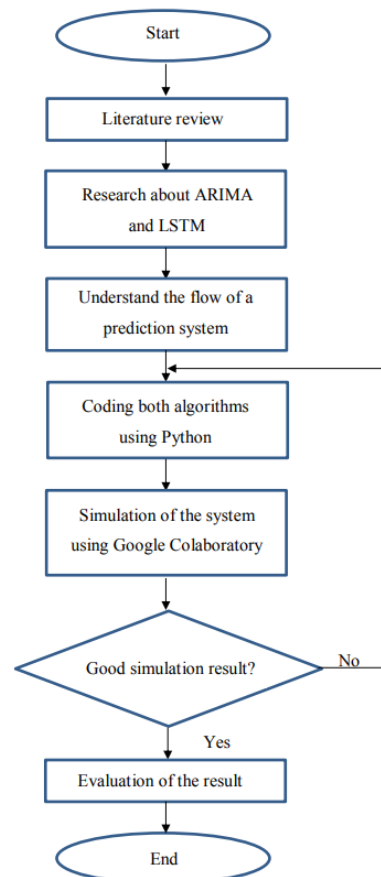 Start
Literature review
Research about ARIMA
and LSTM
Understand the flow of a
prediction system
Coding both algorithms
using Python
Simulation of the system
using Google Colaboratory
Good simulation result?
No
Yes
Evaluation of the result
End